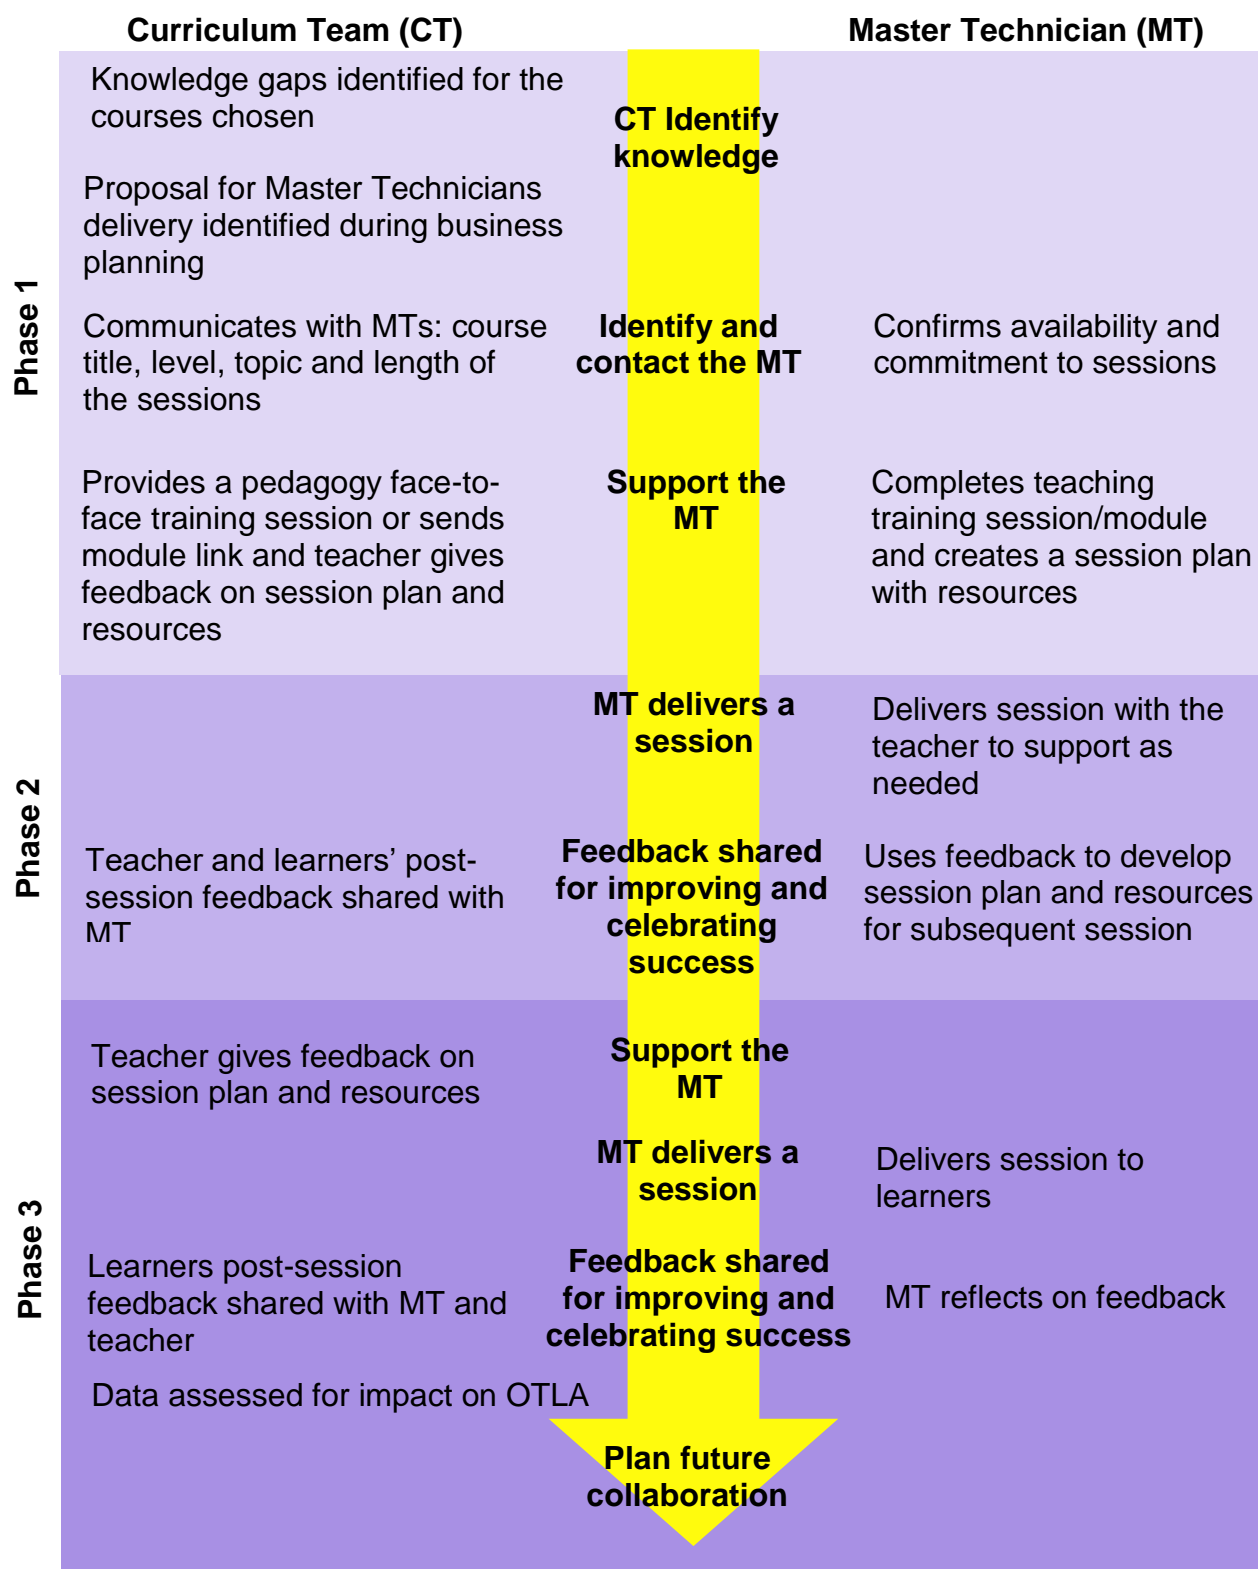 Curriculum Team (CT)
Master Technician (MT)
Phase 1
Knowledge gaps identified for the
courses chosen
CT Identify
knowledge
Proposal for Master Technicians
delivery identified during business
planning
Communicates with MTs: course
title, level, topic and length of
the sessions
Identify and
contact the MT
Confirms availability and
commitment to sessions
Provides a pedagogy face-to-
face training session or sends
module link and teacher gives
feedback on session plan and
resources
Support the
MT
Completes teaching
training session/module
and creates a session plan
with resources
Phase 2
MT delivers a
session
Delivers session with the
teacher to support as
needed
Teacher and learners’ post-
session feedback shared with
MT
Feedback shared
for improving and
celebrating
success
Uses feedback to develop
session plan and resources
for subsequent session
Phase 3
Teacher gives feedback on
session plan and resources
Support the
MT
MT delivers a
session
Delivers session to
learners
Learners post-session
feedback shared with MT and
teacher
Feedback shared
for improving and
celebrating success
MT reflects on feedback
Data assessed for impact on OTLA
Plan future
collaboration